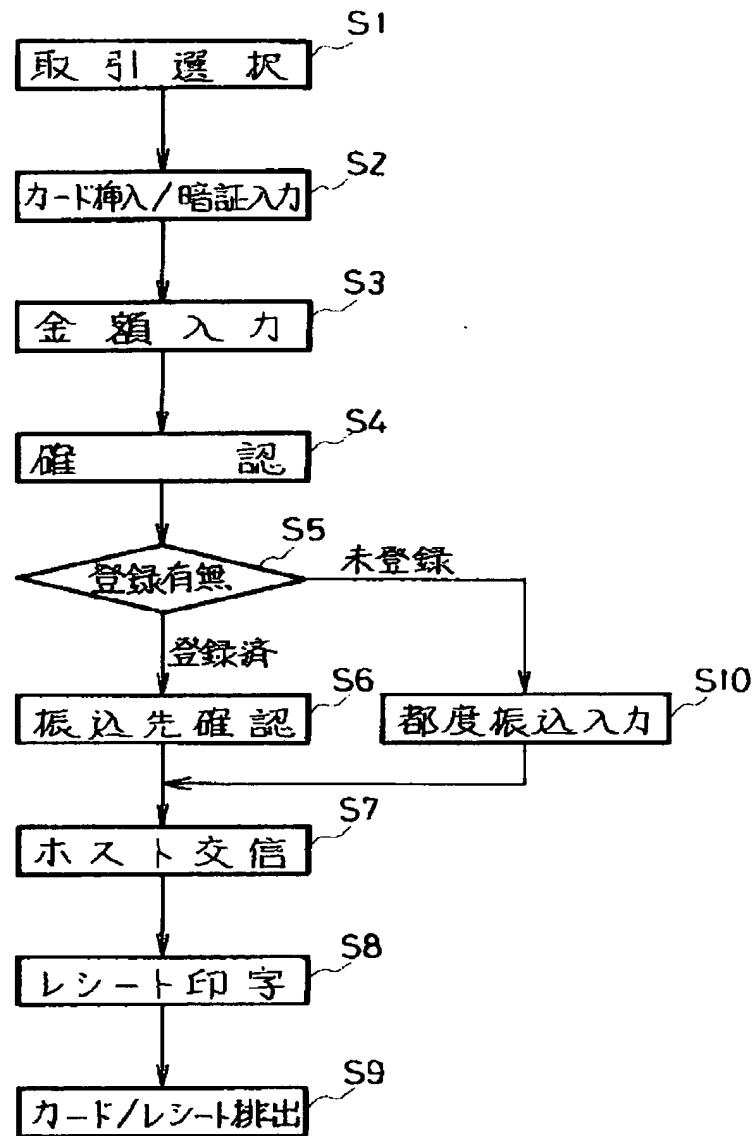 S1
取引選択
S2
カード挿入/暗証入力
S3
金額入力
S4
確認
S5
登録有無
未登録
登録済
S6
振込先確認
S10
都度振込入力
S7
ホスト交信
S8
レシート印字
S9
カード/レシート排出